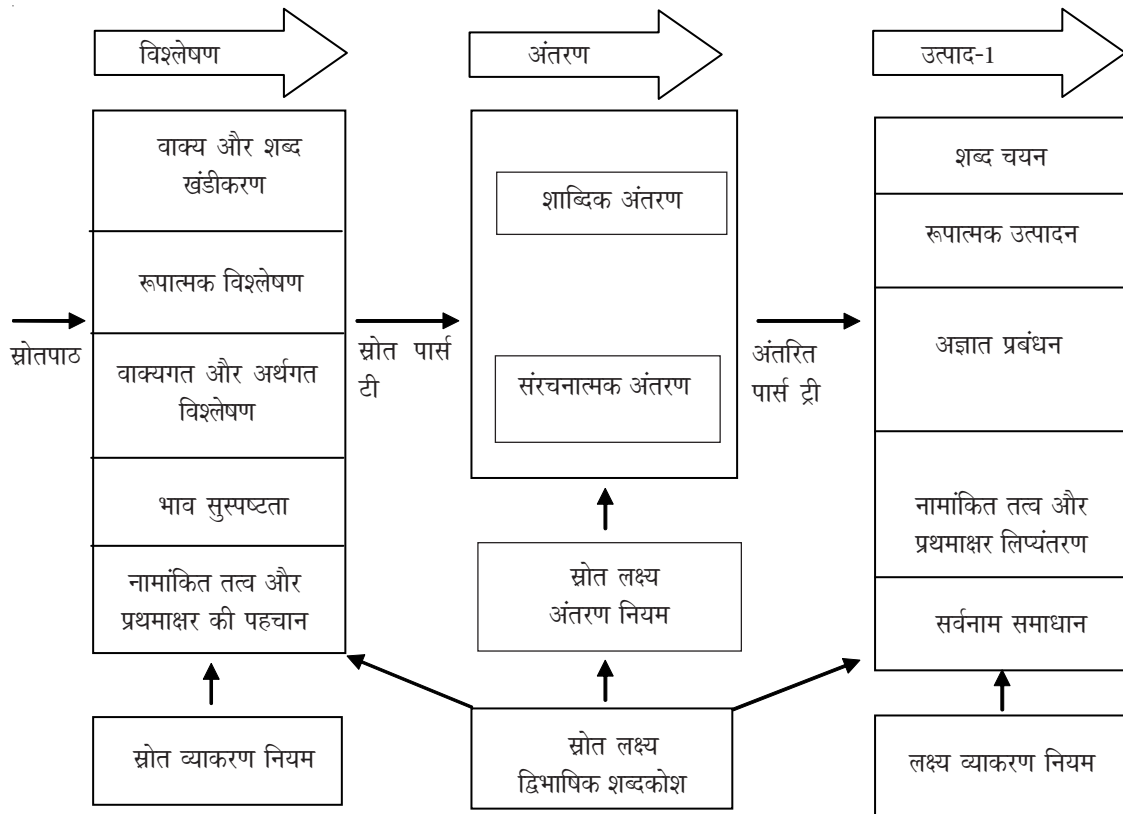 विश्लेषण
अंतरण
उत्पाद-1
वाक्य और शब्द
खंडीकरण
रूपात्मक विश्लेषण
वाक्यगत और अर्थगत
विश्लेषण
भाव सुस्पष्टता
नामांकित तत्व और
प्रथमाक्षर की पहचान
स्रोतपाठ
स्रोत पार्स
टी
शाब्दिक अंतरण
संरचनात्मक अंतरण
अंतरित
पार्स ट्री
शब्द चयन
रूपात्मक उत्पादन
अज्ञात प्रबंधन
नामांकित तत्व और
प्रथमाक्षर लिप्यंतरण
सर्वनाम समाधान
स्रोत लक्ष्य
अंतरण नियम
स्रोत व्याकरण नियम
स्रोत लक्ष्य
द्विभाषिक शब्दकोश
लक्ष्य व्याकरण नियम